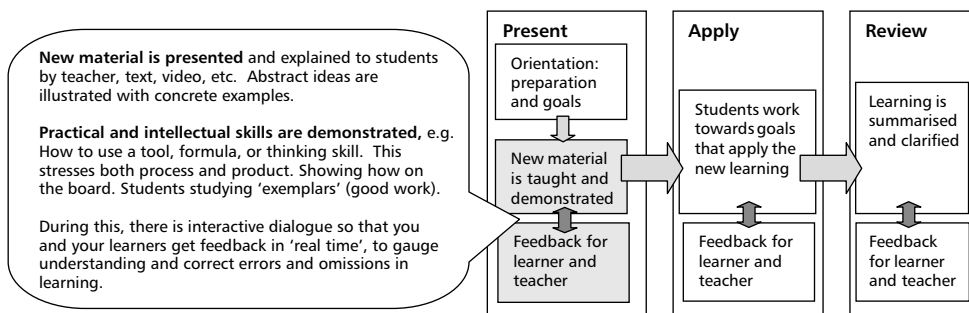 New material is presented and explained to students
by teacher, text, video, etc.  Abstract ideas are
illustrated with concrete examples.
Practical and intellectual skills are demonstrated, e.g.
How to use a tool, formula, or thinking skill.  This
stresses both process and product. Showing how on
the board. Students studying ‘exemplars’ (good work).
During this, there is interactive dialogue so that you
and your learners get feedback in ‘real time’, to gauge
understanding and correct errors and omissions in
learning.
Present
Orientation:
preparation
and goals
New material
is taught and
demonstrated
Feedback for
learner and
teacher
Apply
Students work
towards goals
that apply the
new learning
Feedback for
learner and
teacher
Review
Learning is
summarised
and clarified
Feedback
for learner
and teacher